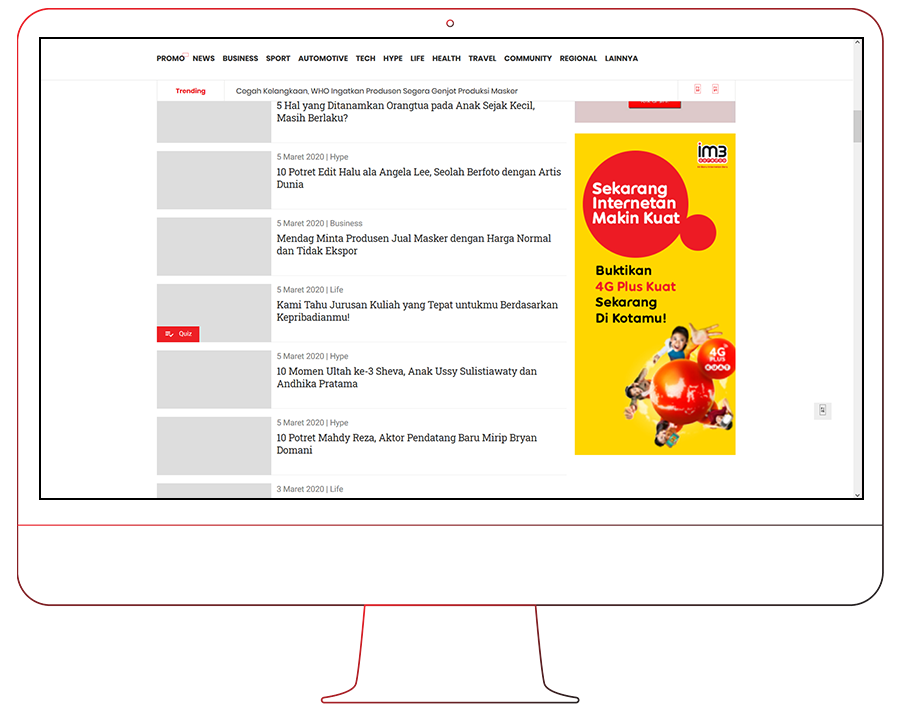 PROMO NEWS BUSINESS SPORT AUTOMOTIVE TECH HYPE LIFE HEALTH TRAVEL COMMUNITY REGIONAL LAINNYA
Trending Cegah Kelangkaan, WHO Ingatkan Produsen Segera Genjot Produksi Masker
5 Hal yang Ditanamkan Orangtua pada Anak Sejak Kecil,
Masih Berlaku?
5 Maret 2020 | Hype
10 Potret Edit Halu ala Angela Lee, Seolah Berfoto dengan Artis
Dunia
5 Maret 2020 | Business
Mendag Minta Produsen Jual Masker dengan Harga Normal
dan Tidak Ekspor
5 Maret 2020 | Life
Kami Tahu Jurusan Kuliah yang Tepat untukmu Berdasarkan
Kepribadianmu!
Quiz
5 Maret 2020 | Hype
10 Momen Ultah ke-3 Sheva, Anak Ussy Sulistiawaty dan
Andhika Pratama
5 Maret 2020 | Hype
10 Potret Mahdy Reza, Aktor Pendatang Baru Mirip Bryan
Domani
3 Maret 2020 | Life
im3
ooredoo
Sekarang
Internetan
Makin Kuat
Buktikan
4G Plus Kuat
Sekarang
Di Kotamu!
4G
PLUS
KUAT